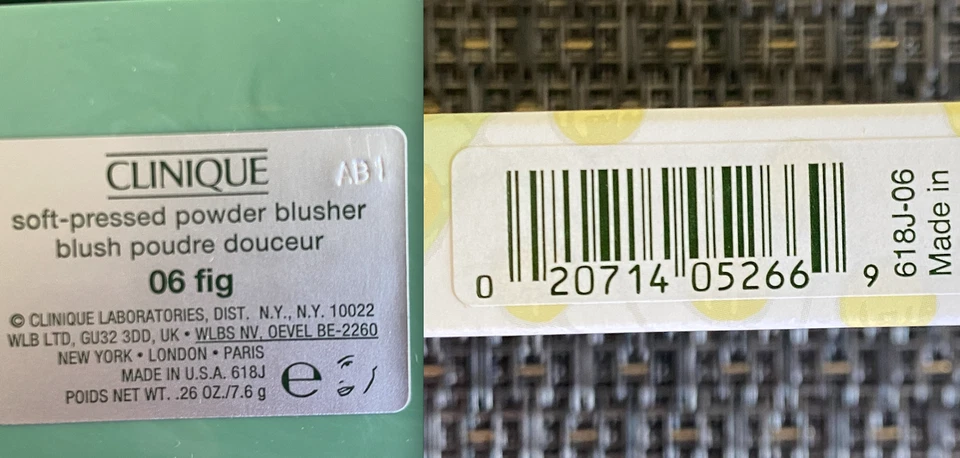 CLINIQUE
AB1
soft-pressed powder blusher
blush poudre douceur
06 fig
© CLINIQUE LABORATORIES, DIST. N.Y., N.Y. 10022
WLB LTD, GU32 3DD, UK • WLBS NV, OEVEL BE-2260
NEW YORK • LONDON • PARIS
MADE IN U.S.A. 618J
POIDS NET WT. .26 OZ./7.6 g e
0 20714 05266 9
618J-06
Made in